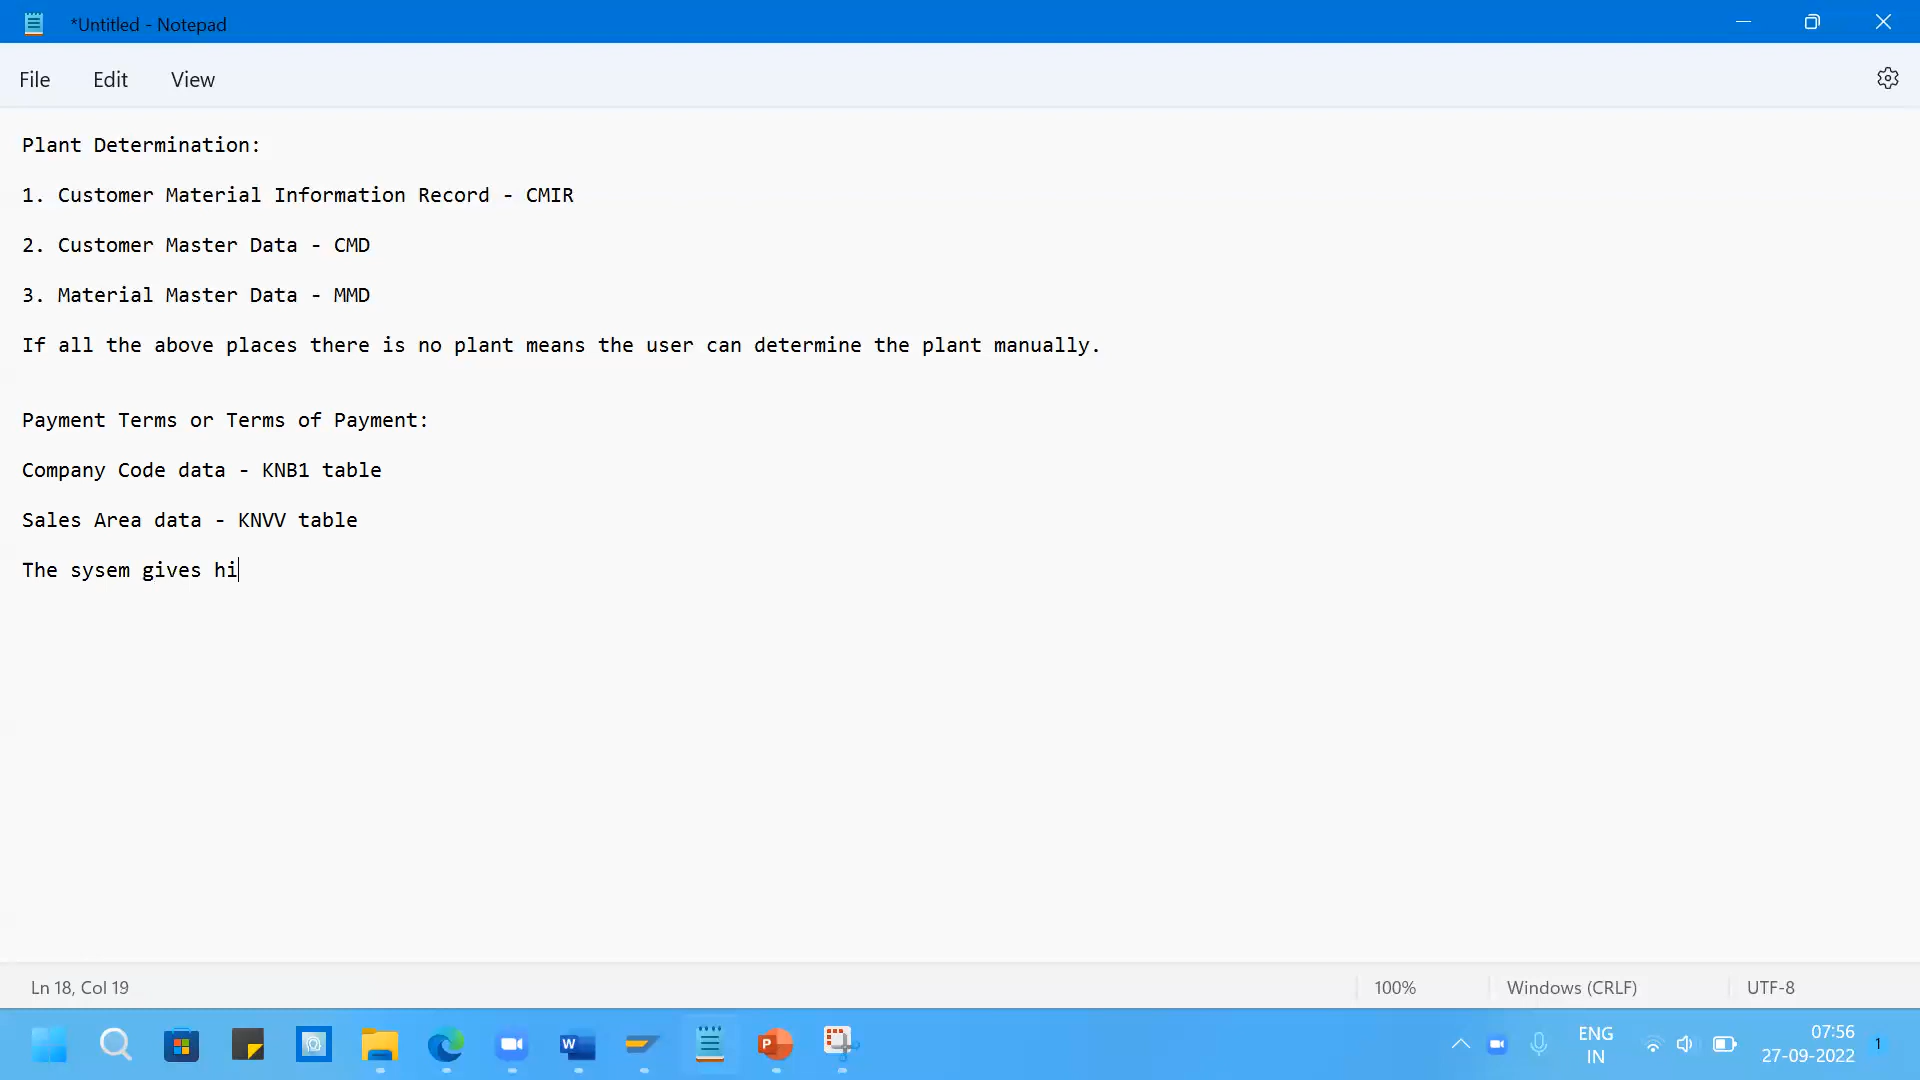 *Untitled - Notepad
File Edit View
Plant Determination:
1. Customer Material Information Record - CMIR
2. Customer Master Data - CMD
3. Material Master Data - MMD
If all the above places there is no plant means the user can determine the plant manually.
Payment Terms or Terms of Payment:
Company Code data - KNB1 table
Sales Area data - KNVV table
The sysem gives hi
Ln 18, Col 19 100% Windows (CRLF) UTF-8
W P ENG 07:56 1
IN 27-09-2022